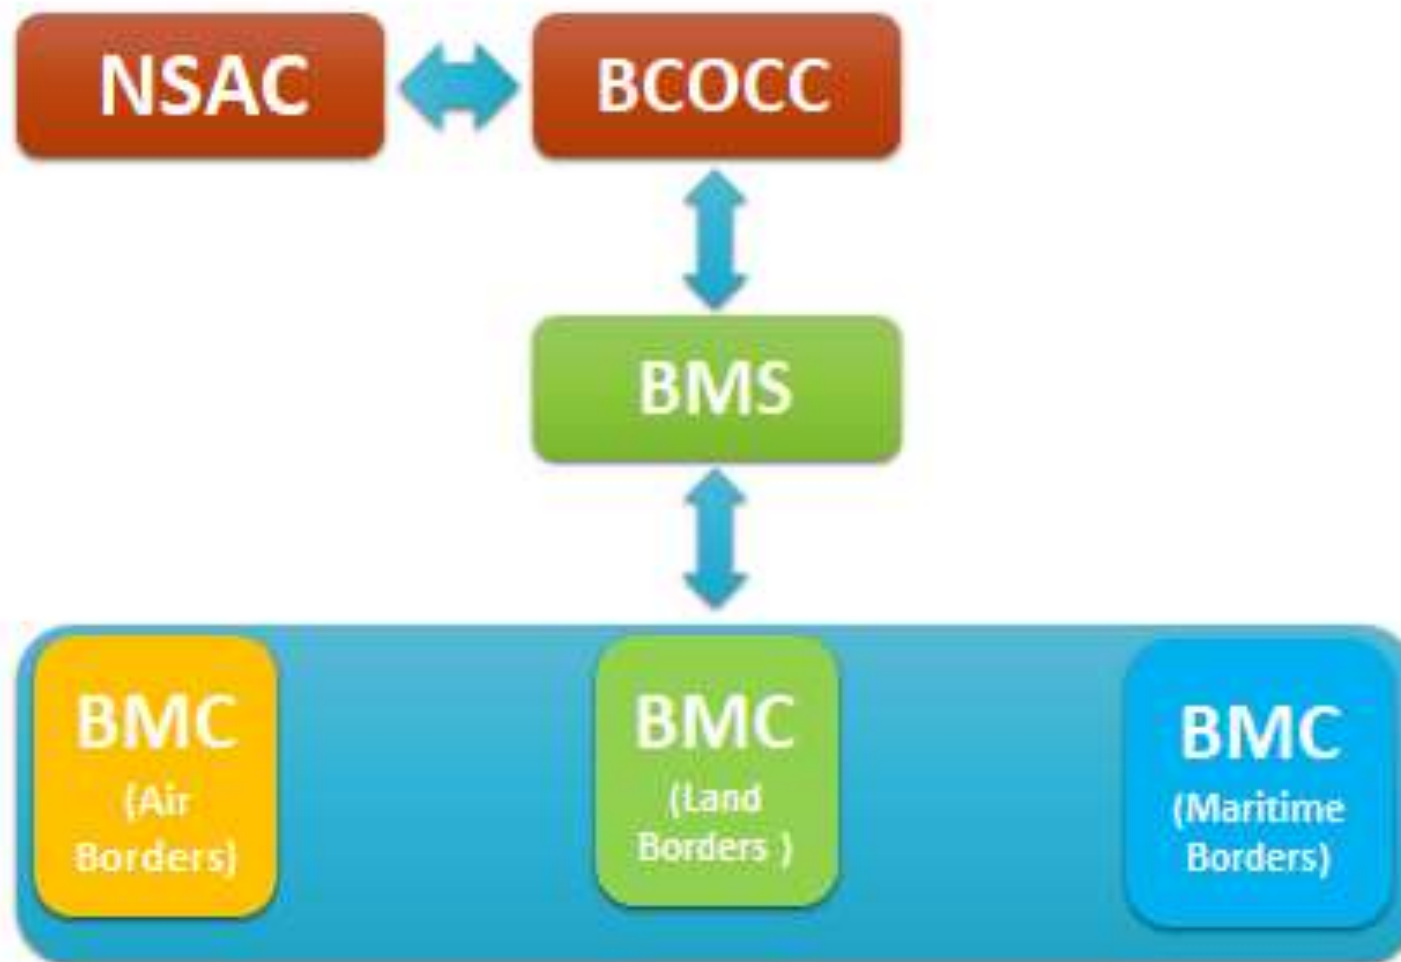 NSAC
BCOCC
BMS
BMC
(Air
Borders)
BMC
(Land
Borders )
BMC
(Maritime
Borders)